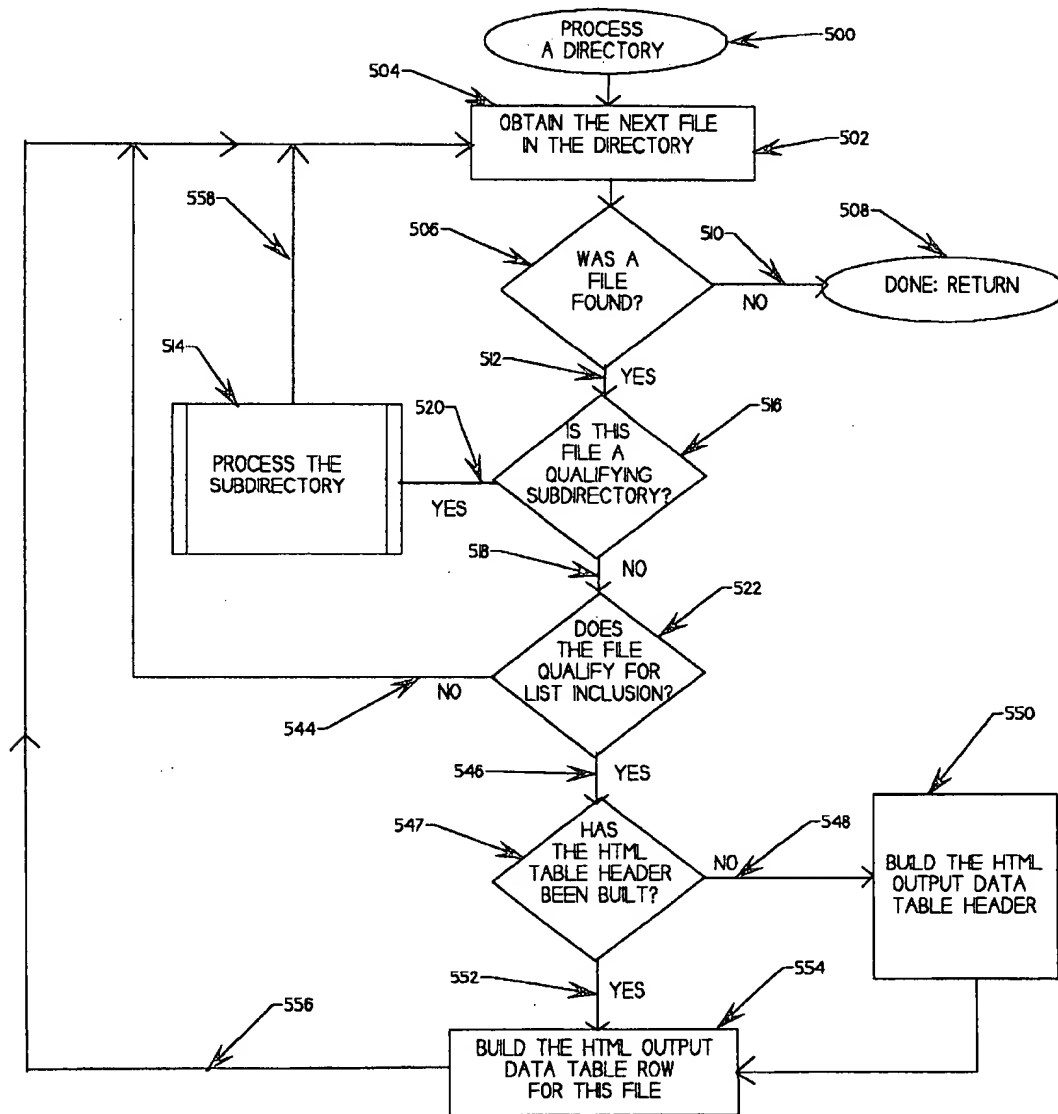 PROCESS
A DIRECTORY
500
504
OBTAIN THE NEXT FILE
IN THE DIRECTORY
502
558
506
WAS A
FILE
FOUND?
510
NO
508
DONE: RETURN
512
YES
514
PROCESS THE
SUBDIRECTORY
520
YES
IS THIS
FILE A
QUALIFYING
SUBDIRECTORY?
516
518
NO
522
DOES
THE FILE
QUALIFY FOR
LIST INCLUSION?
NO
544
546
YES
547
HAS
THE HTML
TABLE HEADER
BEEN BUILT?
NO
548
550
BUILD THE HTML
OUTPUT DATA
TABLE HEADER
552
YES
554
556
BUILD THE HTML OUTPUT
DATA TABLE ROW
FOR THIS FILE